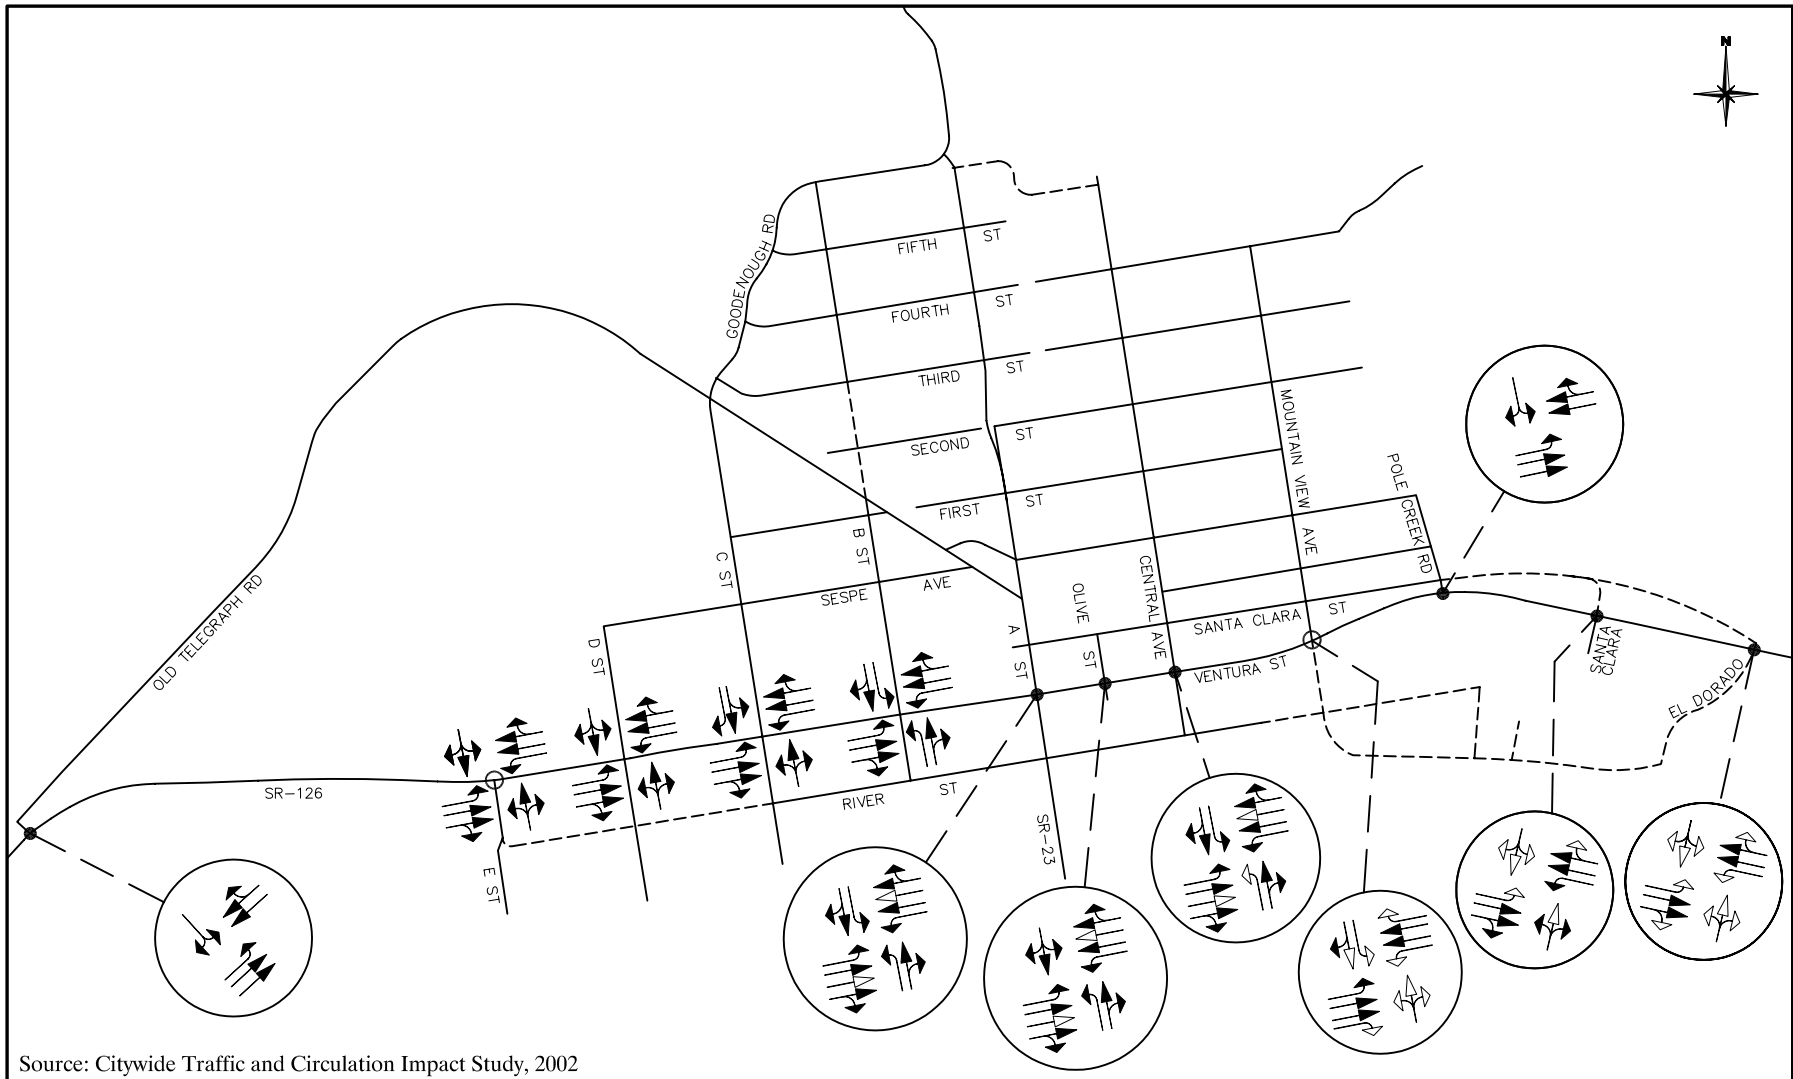 N
GOODENOUGH RD
FIFTH ST
FOURTH ST
THIRD ST
SECOND ST
FIRST ST
MOUNTAIN VIEW AVE
POLE CREEK RD
B ST
C ST
CENTRAL AVE
OLIVE ST
SESPE AVE
OLD TELEGRAPH RD
D ST
A ST
SANTA CLARA ST
SANTA
CLARA
VENTURA ST
EL DORADO
SR-126
RIVER ST
SR-23
E ST
Source: Citywide Traffic and Circulation Impact Study, 2002